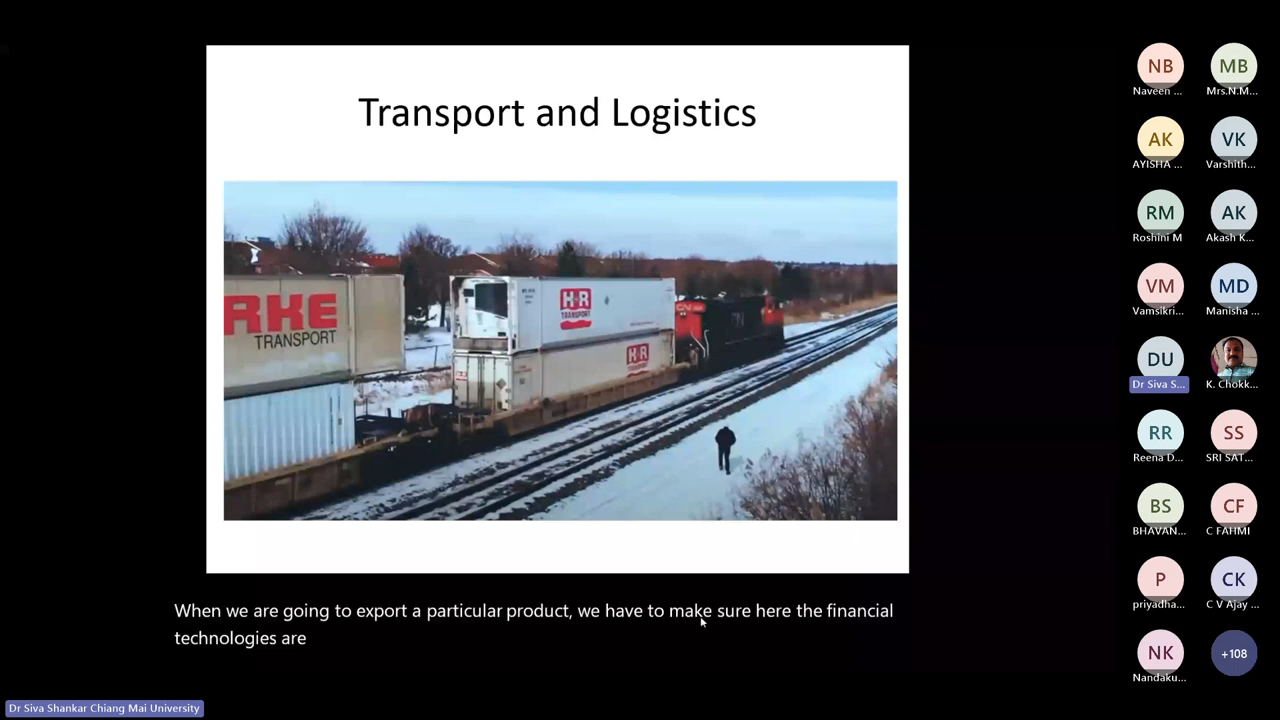 Transport and Logistics
RKE
TRANSPORT
H-R
TRANSPORT
H-R
CN
When we are going to export a particular product, we have to make sure here the financial
technologies are
Dr Siva Shankar Chiang Mai University
NB
MB
Naveen ...
Mrs.N.M...
AK
VK
AYISHA ...
Varshith...
RM
AK
Roshini M
Akash K...
VM
MD
Vamsikri...
Manisha ...
DU
Dr Siva S...
K. Chokk...
RR
SS
Reena D...
SRI SAT...
BS
CF
BHAVAN...
C FAHMI
P
CK
priyadha...
C V Ajay ...
NK
+108
Nandaku...